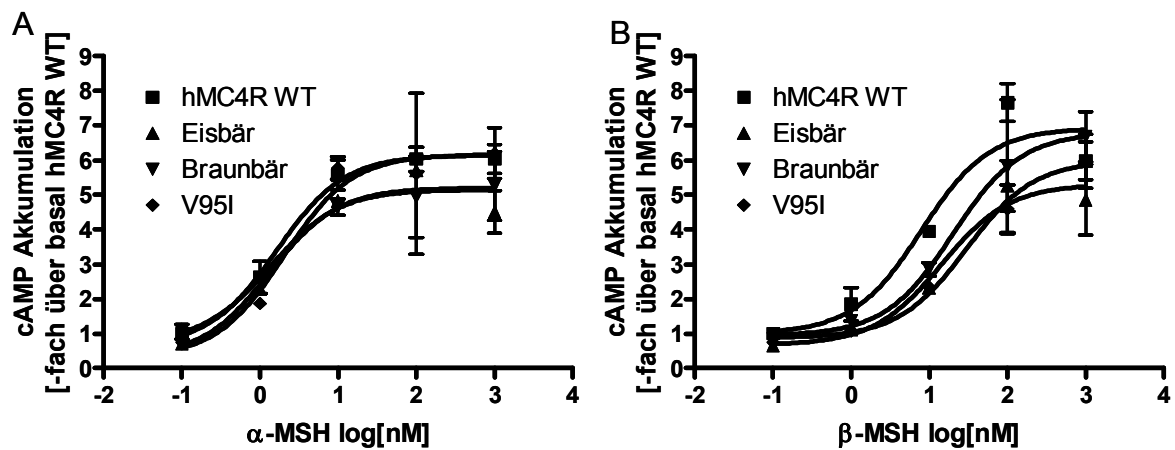 A
cAMP Akkumulation
[-fach über basal hMC4R WT]
9
8
7
6
5
4
3
2
1
0
hMC4R WT
Eisbär
Braunbär
V95I
-2 -1 0 1 2 3 4
α-MSH log[nM]
B
cAMP Akkumulation
[-fach über basal hMC4R WT]
9
8
7
6
5
4
3
2
1
0
hMC4R WT
Eisbär
Braunbär
V95I
-2 -1 0 1 2 3 4
β-MSH log[nM]